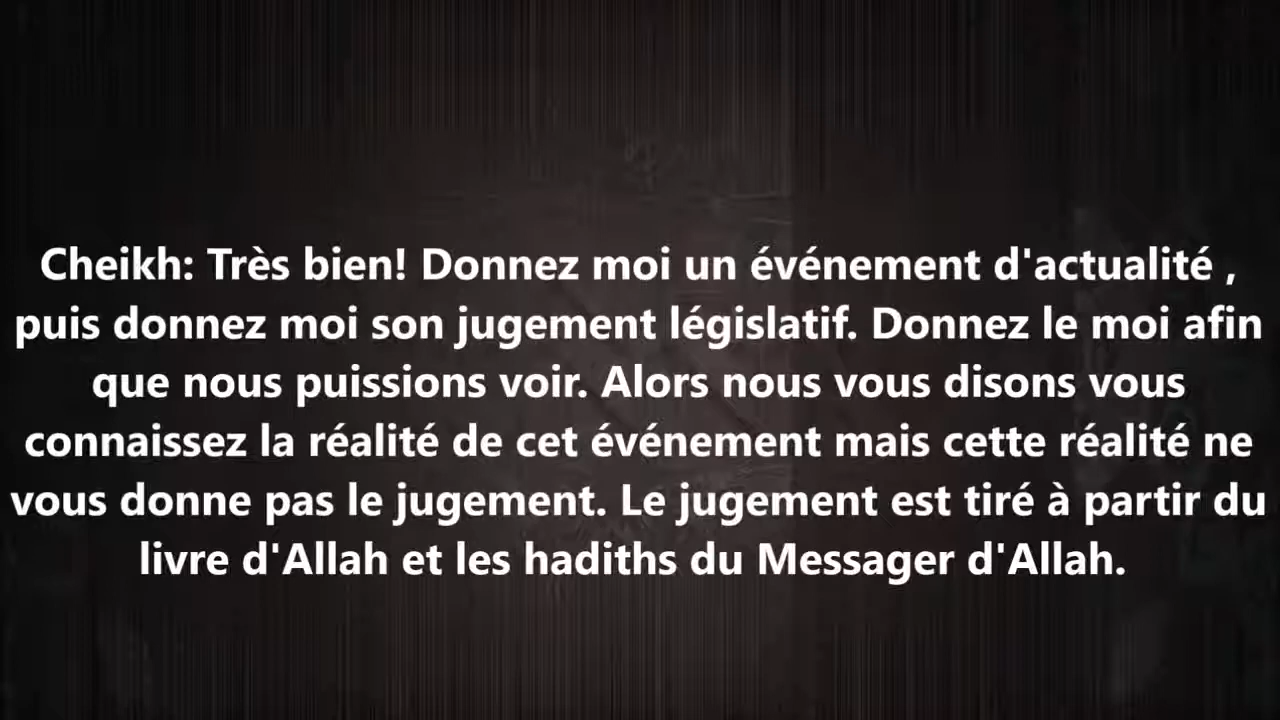 Cheikh: Très bien! Donnez moi un événement d'actualité ,
puis donnez moi son jugement législatif. Donnez le moi afin
que nous puissions voir. Alors nous vous disons vous
connaissez la réalité de cet événement mais cette réalité ne
vous donne pas le jugement. Le jugement est tiré à partir du
livre d'Allah et les hadiths du Messager d'Allah.